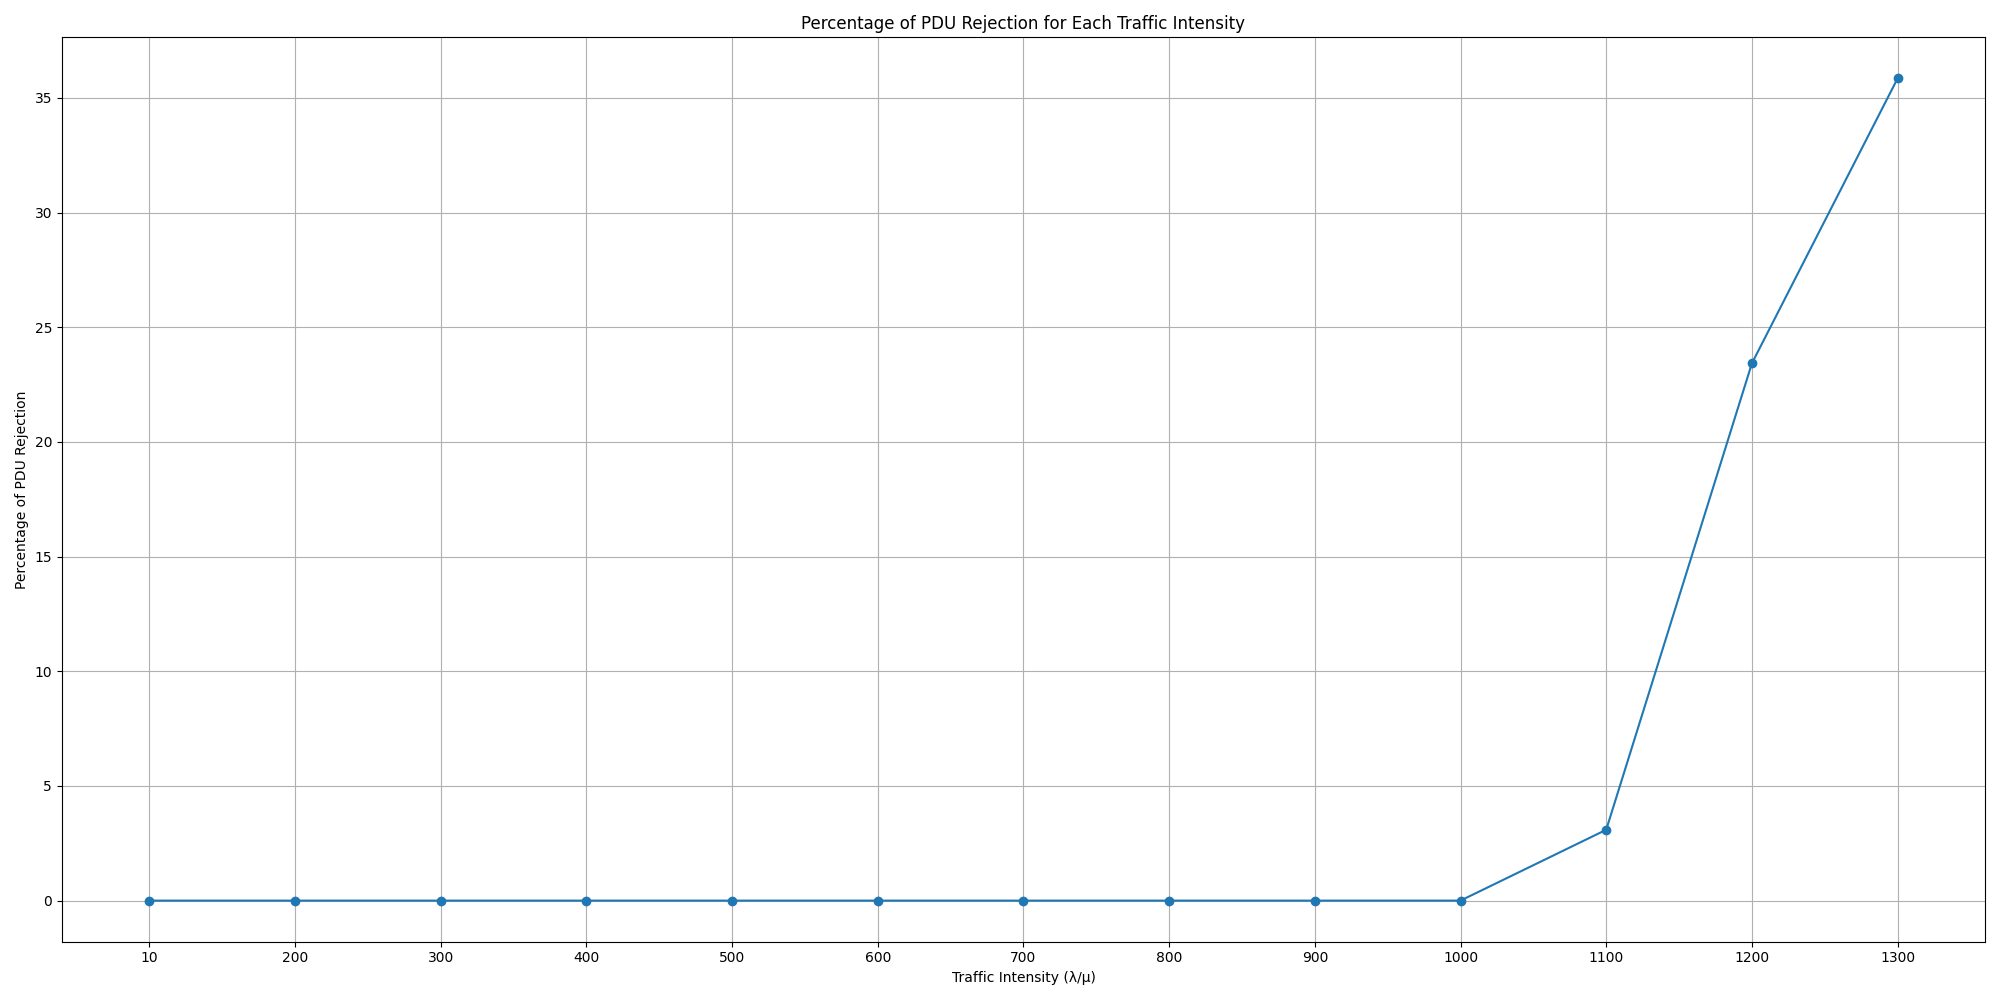 Percentage of PDU Rejection for Each Traffic Intensity
35
30
25
20
15
10
5
0
Percentage of PDU Rejection
10 200 300 400 500 600 700 800 900 1000 1100 1200 1300
Traffic Intensity (λ/μ)